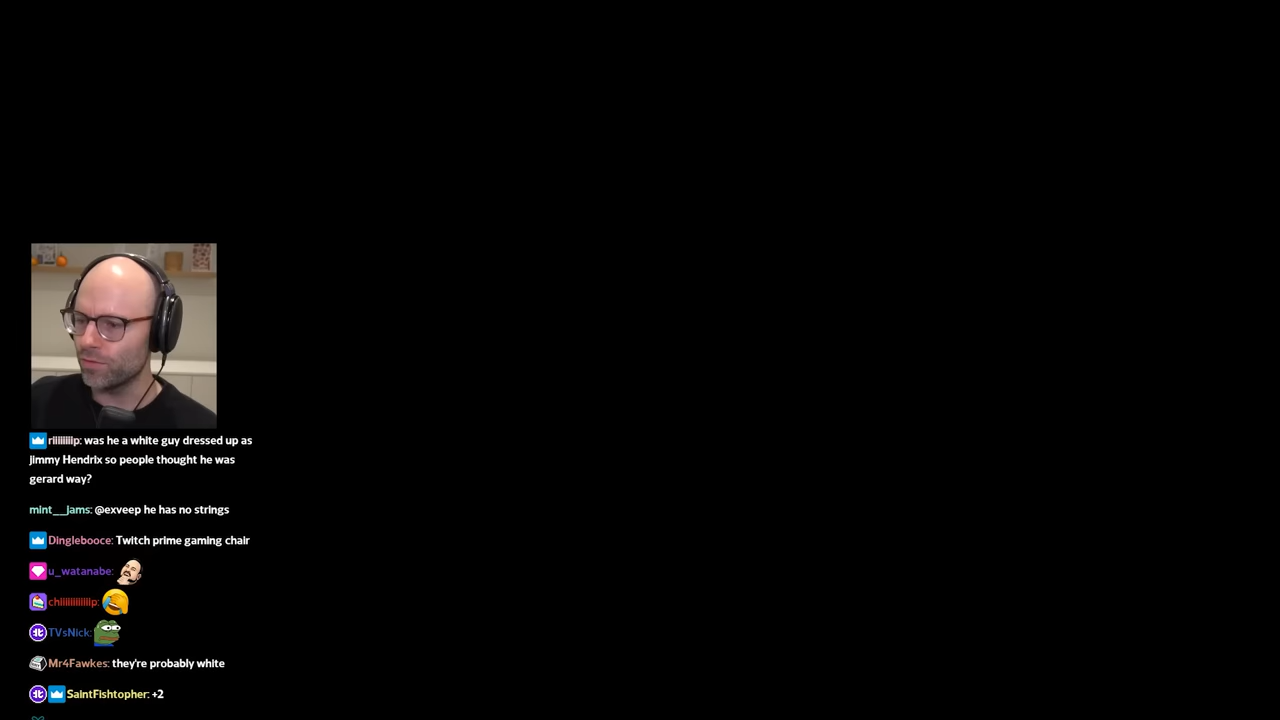 riiiiiiiip: was he a white guy dressed up as
Jimmy Hendrix so people thought he was
gerard way?
mint__jams: @exveep he has no strings
Dinglebooce: Twitch prime gaming chair
u_watanabe:
chiiiiiiiiiiiip:
TVsNick:
Mr4Fawkes: they're probably white
SaintFishtopher: +2